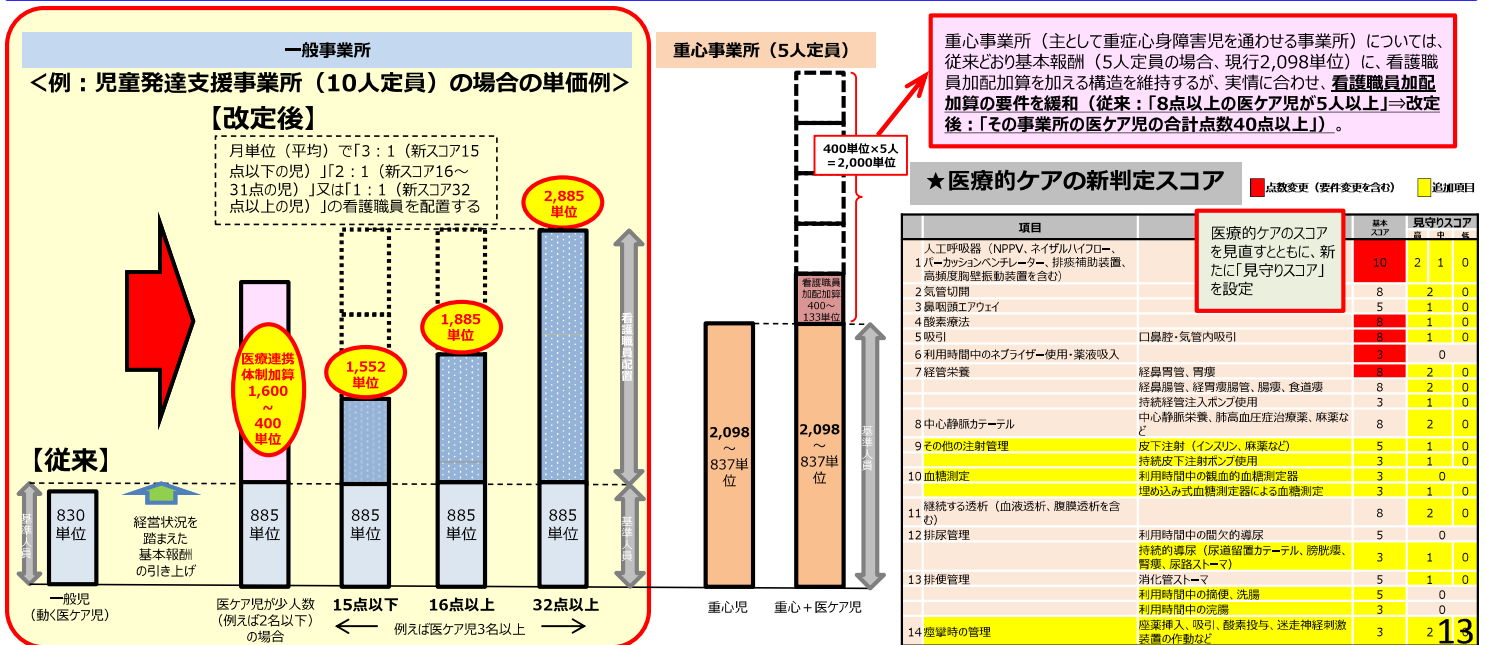 一般事業所
<例：児童発達支援事業所（10人定員）の場合の単価例>
【改定後】
月単位（平均）で「3：1（新スコア15
点以下の児）」「2：1（新スコア16～
31点の児）」又は「1：1（新スコア32
点以上の児）」の看護職員を配置する
2,885
単位
1,885
単位
1,552
単位
医療連携
体制加算
1,600
～
400
単位
看護職員配置
【従来】
基準人員
830
単位
経営状況を
踏まえた
基本報酬
の引き上げ
885
単位
885
単位
885
単位
885
単位
基準人員
一般児
（動く医ケア児）
医ケア児が少人数
（例えば2名以下）
の場合
15点以下
16点以上
32点以上
例えば医ケア児3名以上
重心事業所（5人定員）
400単位×5人
＝2,000単位
看護職員
加配加算
400～
133単位
2,098
～
837単
位
2,098
～
837単
位
基準人員
重心児
重心＋医ケア児
重心事業所（主として重症心身障害児を通わせる事業所）については、
従来どおり基本報酬（5人定員の場合、現行2,098単位）に、看護職
員加配加算を加える構造を維持するが、実情に合わせ、看護職員加配
加算の要件を緩和（従来：「8点以上の医ケア児が5人以上」⇒改定
後：「その事業所の医ケア児の合計点数40点以上」）。
★医療的ケアの新判定スコア
点数変更（要件変更を含む）
追加項目
医療的ケアのスコア
を見直すとともに、新
たに「見守りスコア」
を設定
項目 基本スコア 見守りスコア
高 中 低
人工呼吸器（NPPV、ネイザルハイフロー、
1 パーカッションベンチレーター、排痰補助装置、 10 2 1 0
高頻度胸壁振動装置を含む）
2 気管切開 8 2 0
3 鼻咽頭エアウェイ 5 1 0
4 酸素療法 8 1 0
5 吸引 口鼻腔・気管内吸引 8 1 0
6 利用時間中のネブライザー使用・薬液吸入 3 0
7 経管栄養 経鼻胃管、胃瘻 8 2 0
経鼻腸管、経胃瘻腸管、腸瘻、食道瘻 8 2 0
持続経管注入ポンプ使用 3 1 0
8 中心静脈カテーテル 中心静脈栄養、肺高血圧症治療薬、麻薬な 8 2 0
ど
9 その他の注射管理 皮下注射（インスリン、麻薬など） 5 1 0
持続皮下注射ポンプ使用 3 1 0
10 血糖測定 利用時間中の観血的血糖測定器 3 0
埋め込み式血糖測定器による血糖測定 3 1 0
11 継続する透析（血液透析、腹膜透析を含 8 2 0
む）
12 排尿管理 利用時間中の間欠的導尿 5 0
持続的導尿（尿道留置カテーテル、膀胱瘻、 3 1 0
腎瘻、尿路ストーマ）
13 排便管理 消化管ストーマ 5 1 0
利用時間中の摘便、洗腸 5 0
利用時間中の浣腸 3 0
14 痙攣時の管理 座薬挿入、吸引、酸素投与、迷走神経刺激 3 2
装置の作動など
13